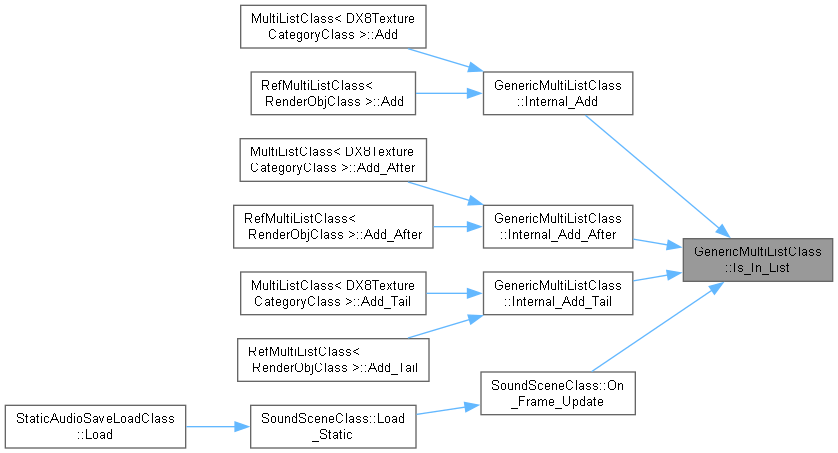 MultiListClass< DX8Texture
CategoryClass >::Add
RefMultiListClass<
RenderObjClass >::Add
GenericMultiListClass
::Internal_Add
MultiListClass< DX8Texture
CategoryClass >::Add_After
RefMultiListClass<
RenderObjClass >::Add_After
GenericMultiListClass
::Internal_Add_After
GenericMultiListClass
::Is_In_List
MultiListClass< DX8Texture
CategoryClass >::Add_Tail
GenericMultiListClass
::Internal_Add_Tail
RefMultiListClass<
RenderObjClass >::Add_Tail
SoundSceneClass::On
_Frame_Update
StaticAudioSaveLoadClass
::Load
SoundSceneClass::Load
_Static